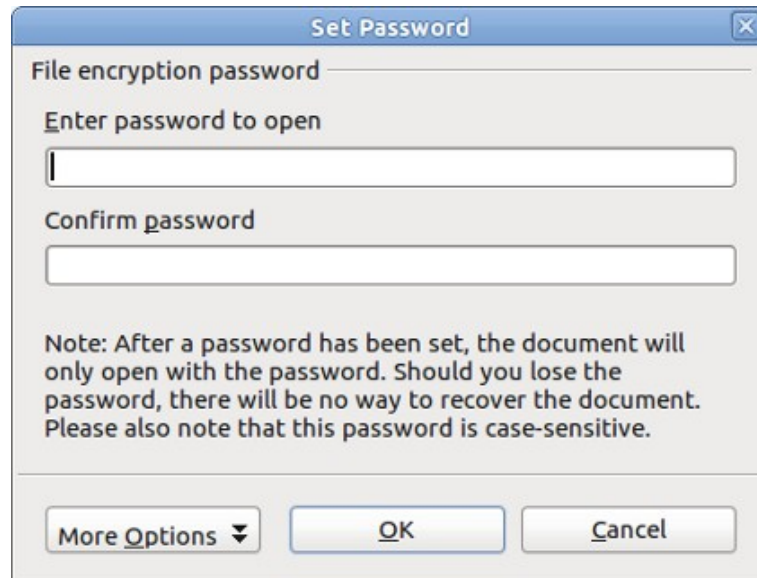 Set Password
File encryption password
Enter password to open
Confirm password
Note: After a password has been set, the document will
only open with the password. Should you lose the
password, there will be no way to recover the document.
Please also note that this password is case-sensitive.
More Options
OK
Cancel